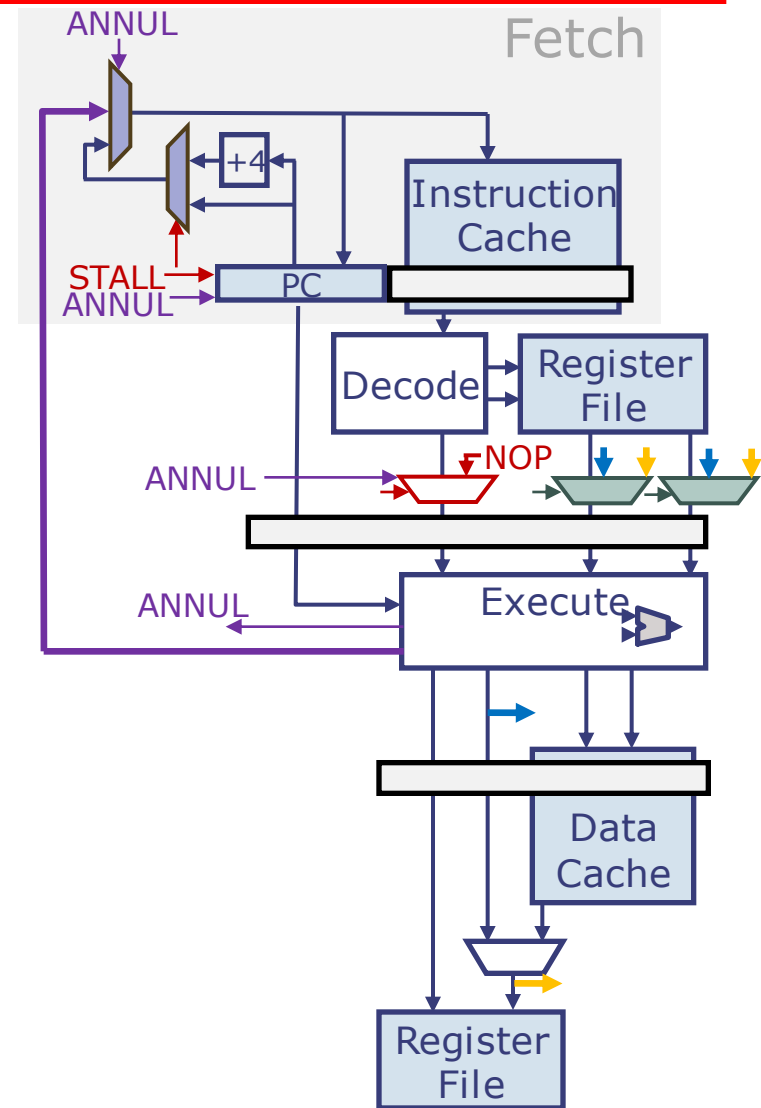 ANNUL
Fetch
+4
Instruction
Cache
STALL
ANNUL
PC
Decode
Register
File
NOP
ANNUL
Execute
ANNUL
Data
Cache
Register
File